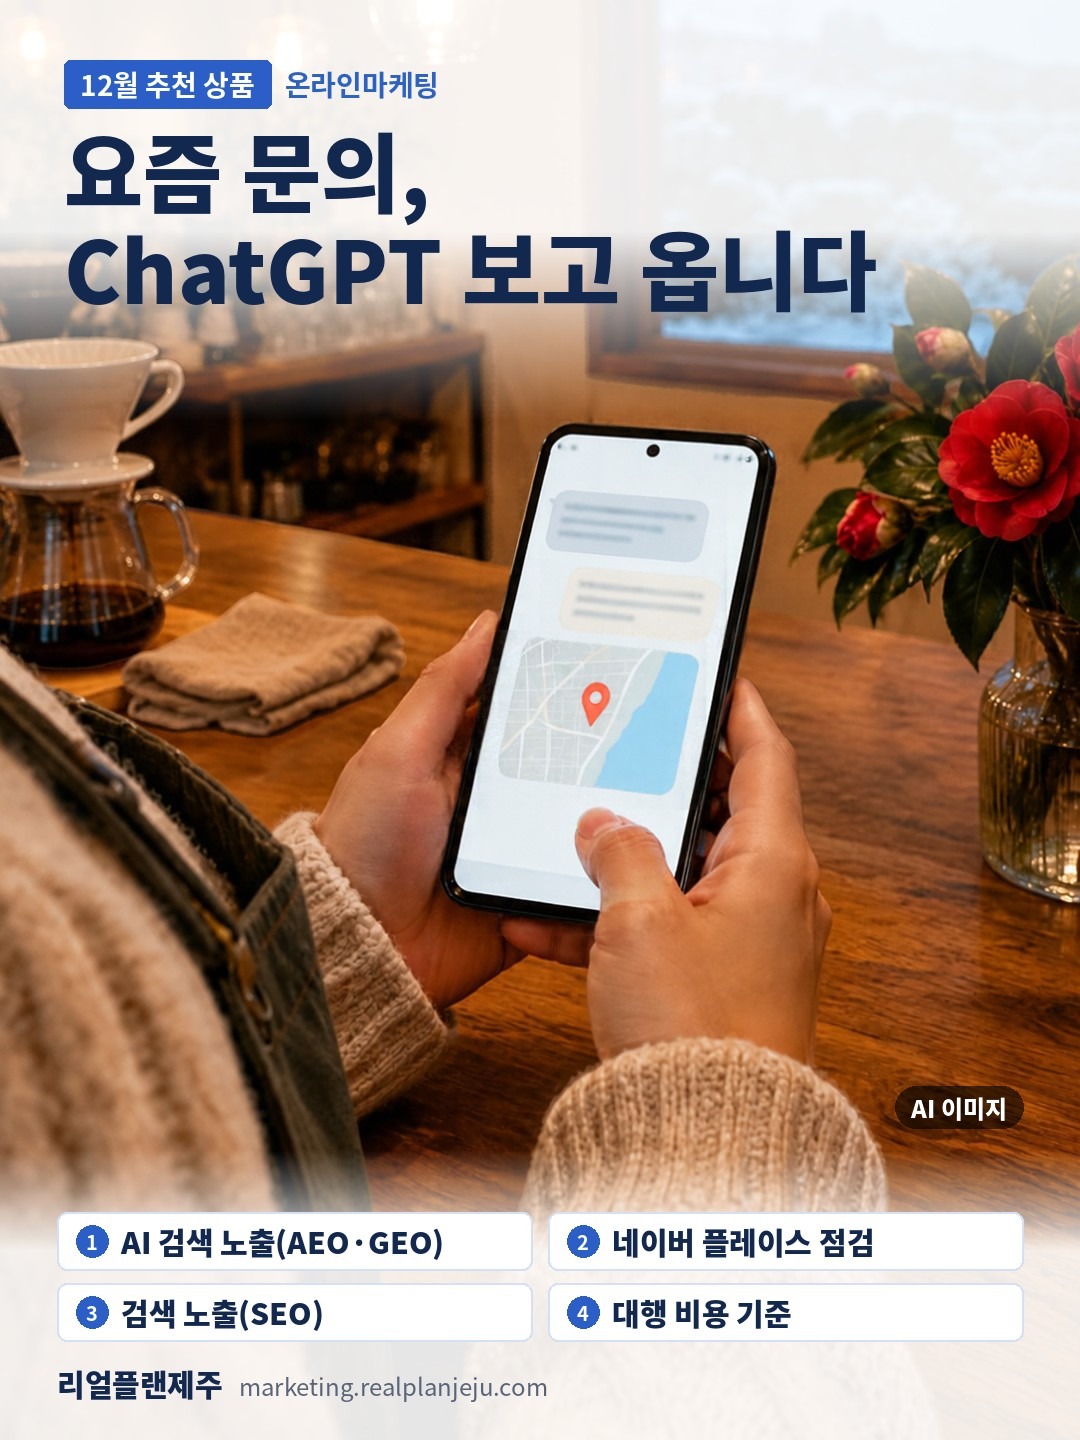 12월 추천 상품 온라인마케팅
요즘 문의,
ChatGPT 보고 옵니다
AI 이미지
1 AI 검색 노출(AEO·GEO)
2 네이버 플레이스 점검
3 검색 노출(SEO)
4 대행 비용 기준
리얼플랜제주 marketing.realplanjeju.com